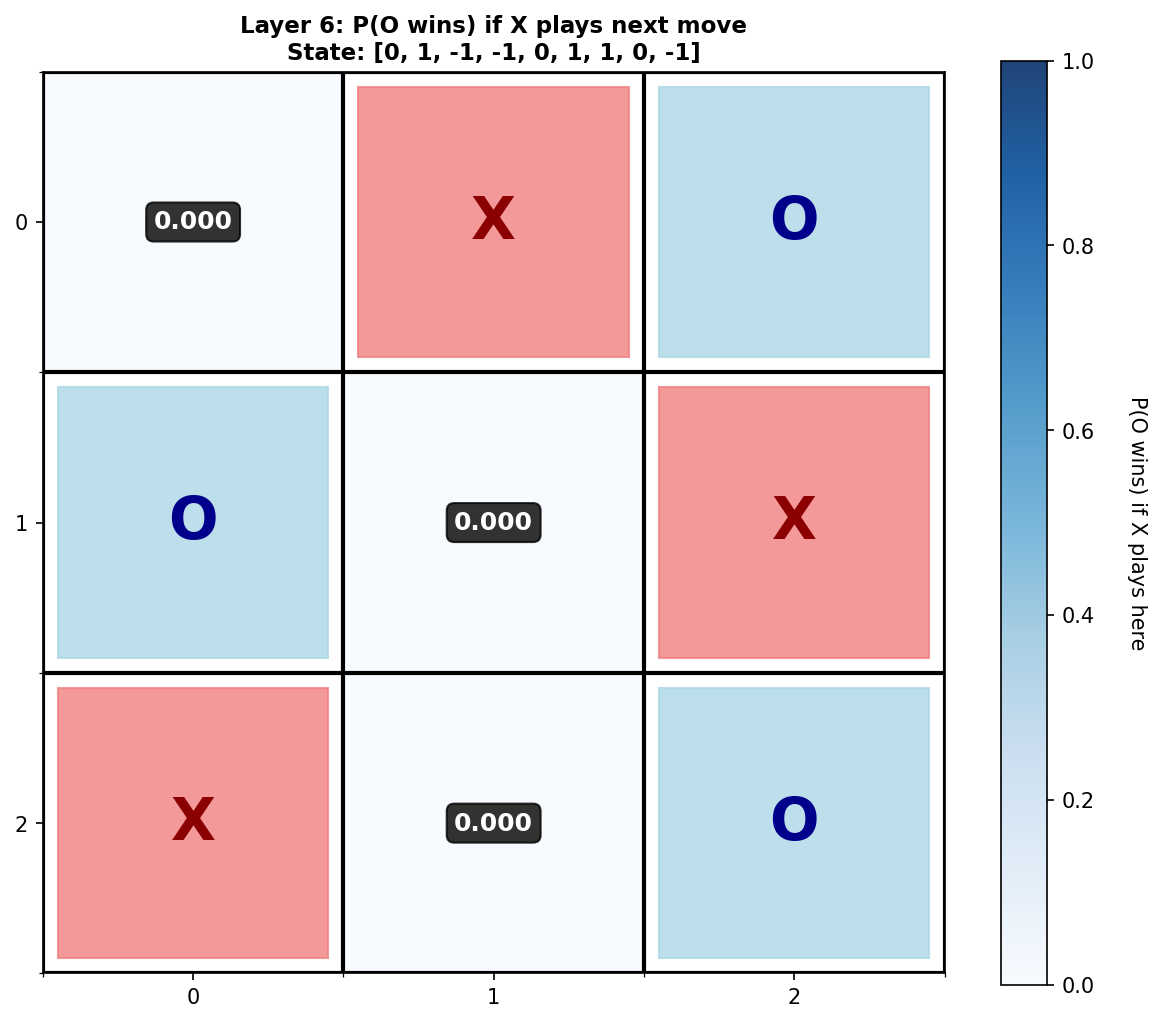 Layer 6: P(O wins) if X plays next move
State: [0, 1, -1, -1, 0, 1, 1, 0, -1]
0 0.000 X O
1 O 0.000 X
2 X 0.000 O
0 1 2
1.0
0.8
0.6
0.4
0.2
0.0
P(O wins) if X plays here